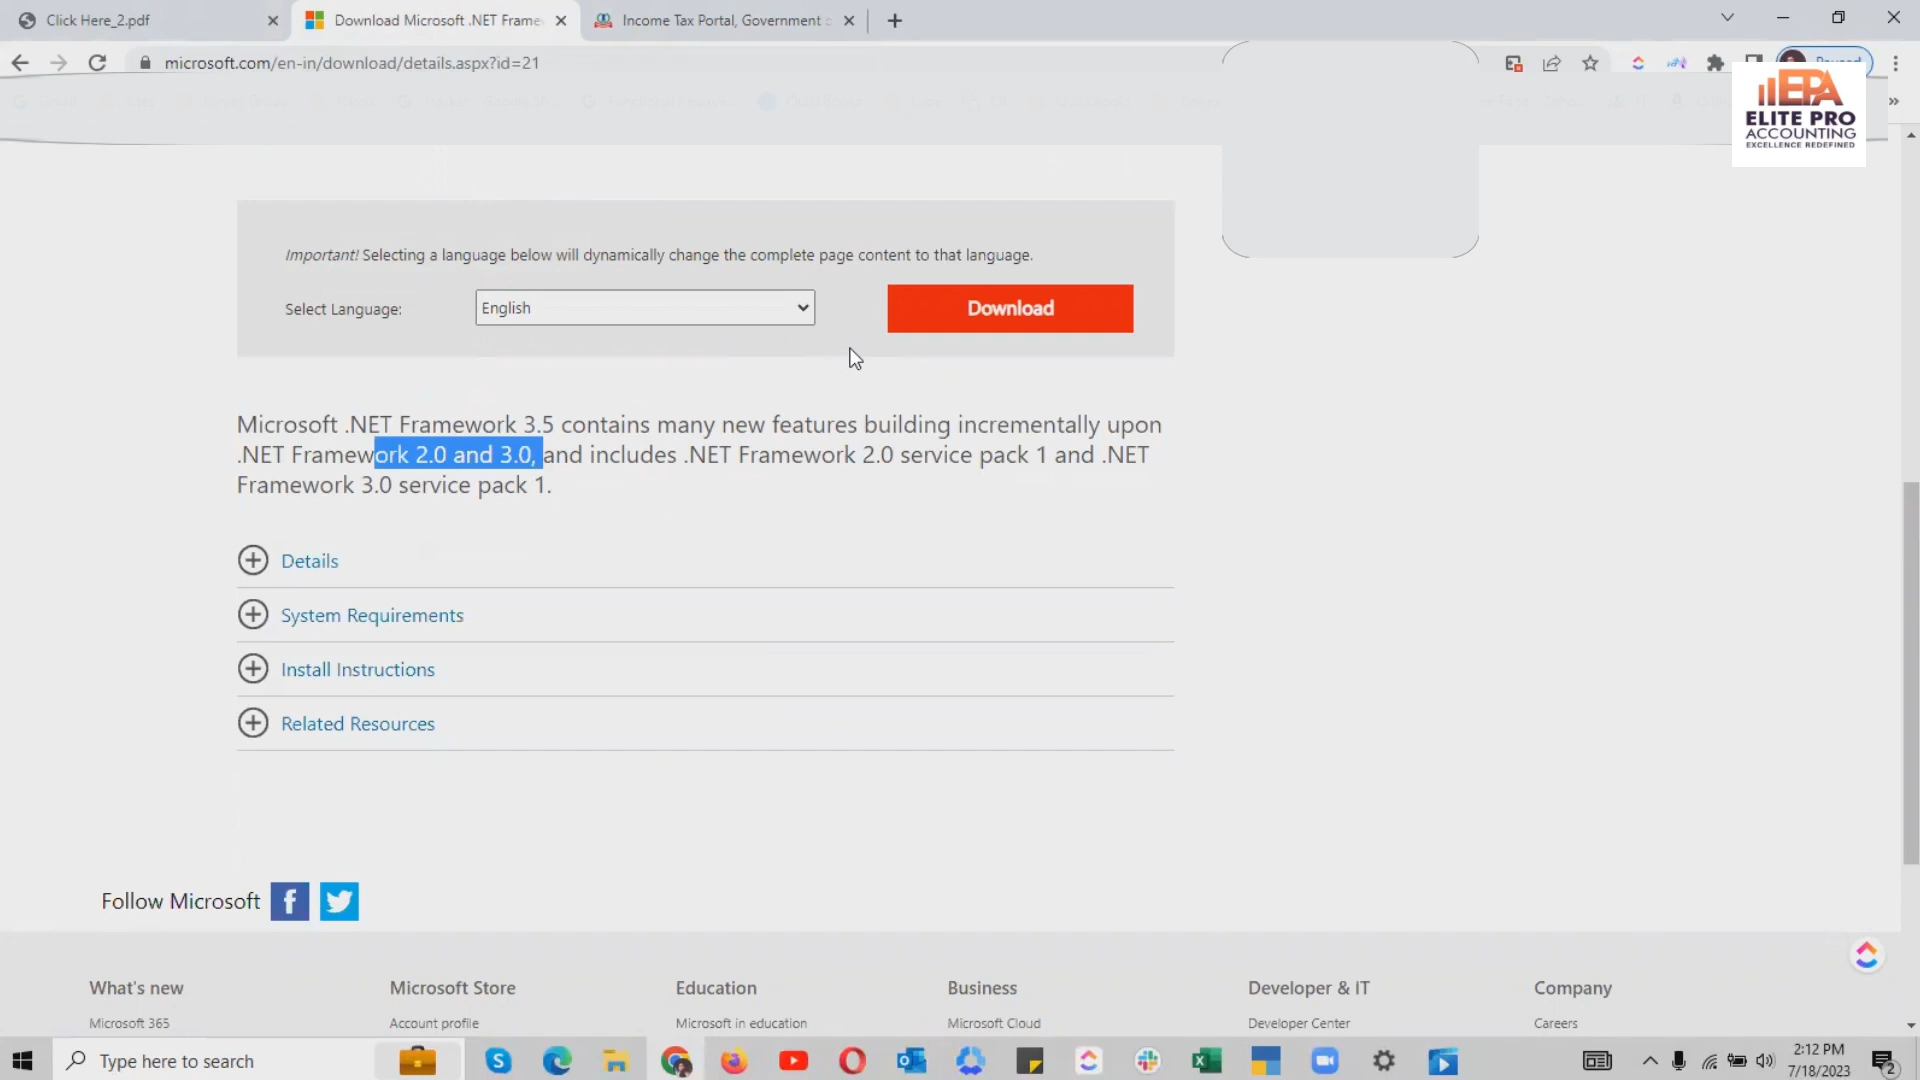 Click Here_2.pdf
Download Microsoft .NET Frame
Income Tax Portal, Government
microsoft.com/en-in/download/details.aspx?id=21
Paused
EPA
ELITE PRO
ACCOUNTING
EXCELLENCE REDEFINED
Important! Selecting a language below will dynamically change the complete page content to that language.
Select Language:
English
Download
Microsoft .NET Framework 3.5 contains many new features building incrementally upon
.NET Framework 2.0 and 3.0, and includes .NET Framework 2.0 service pack 1 and .NET
Framework 3.0 service pack 1.
Details
System Requirements
Install Instructions
Related Resources
Follow Microsoft
What's new
Microsoft Store
Education
Business
Developer & IT
Company
Microsoft 365
Account profile
Microsoft in education
Microsoft Cloud
Developer Center
Careers
Type here to search
2:12 PM
7/18/2023
2